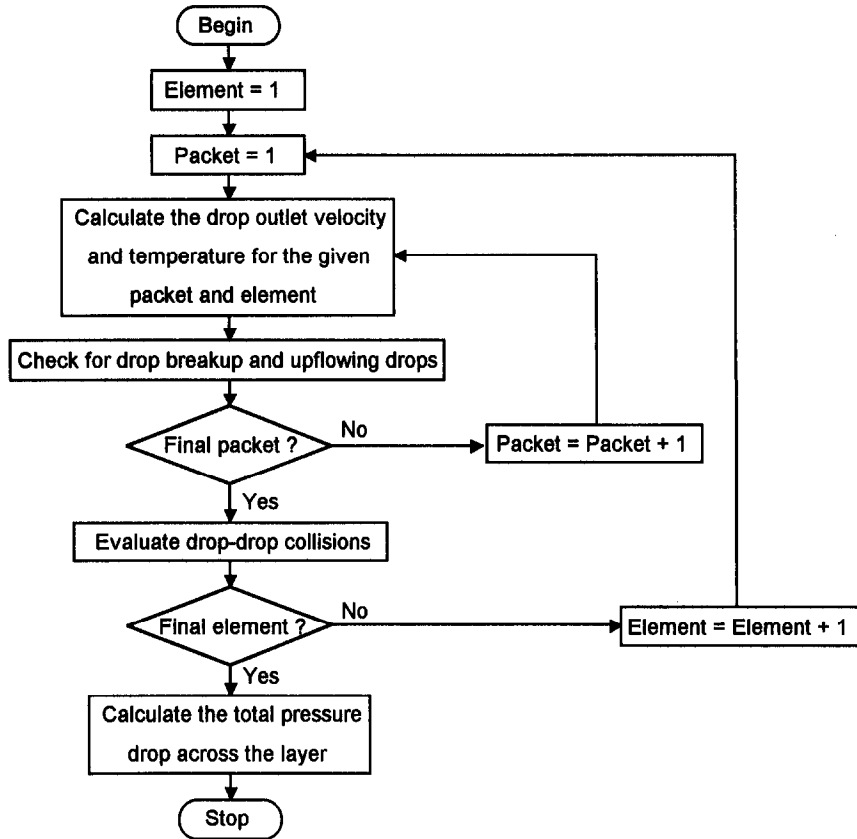 Begin
Element = 1
Packet = 1
Calculate the drop outlet velocity
and temperature for the given
packet and element
Check for drop breakup and upflowing drops
Final packet ?
No
Packet = Packet + 1
Yes
Evaluate drop-drop collisions
Final element ?
No
Element = Element + 1
Yes
Calculate the total pressure
drop across the layer
Stop